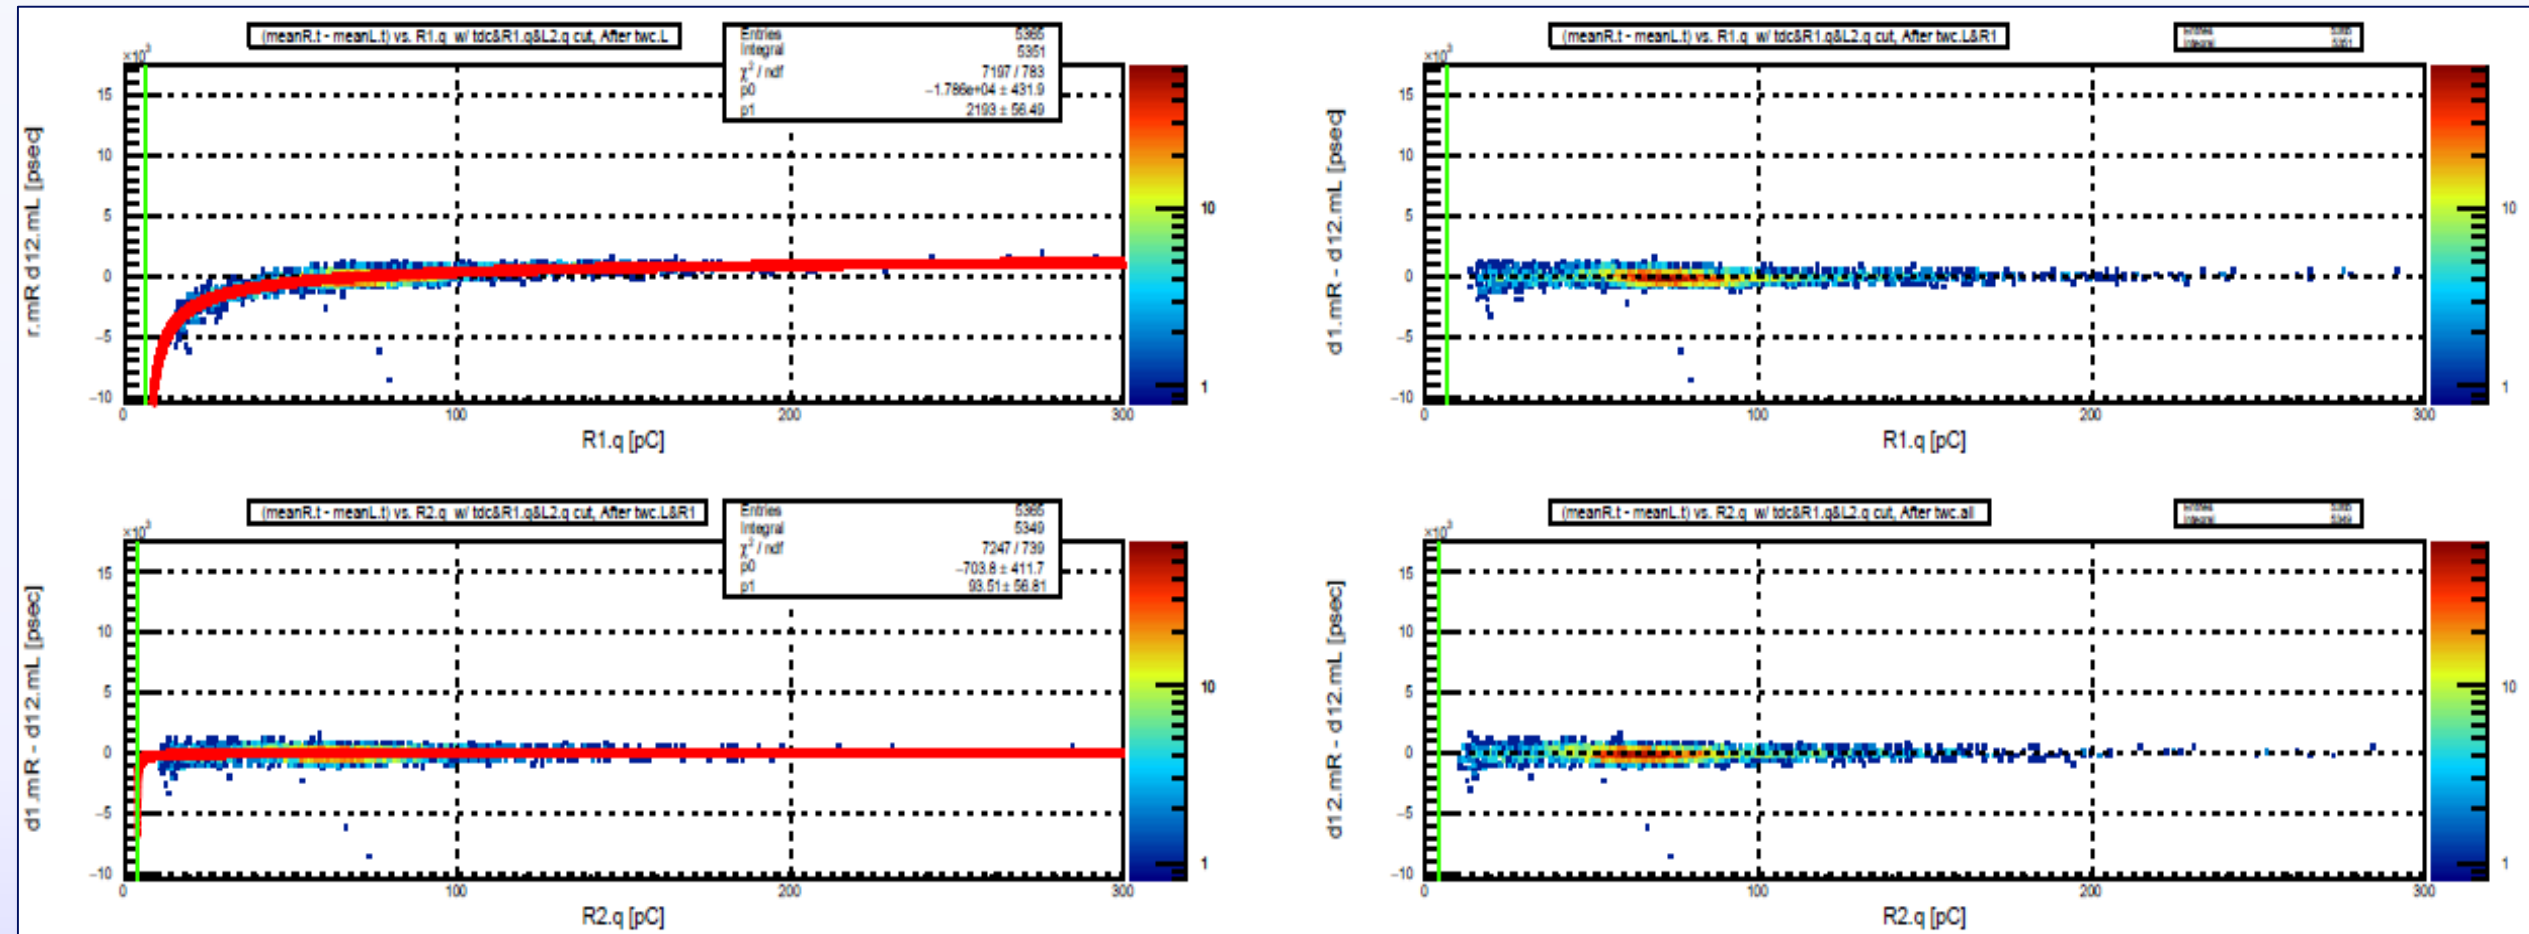 (meanR.t - meanL.t) vs. R1.q w/ tdc&R1.q&L2.q cut, After twc.L
Entries 5365
Integral 5351
χ² / ndf 7197 / 783
p0 −1.786e+04 ± 431.9
p1 2193 ± 56.49
×10³
15
10
5
0
−5
−10
0 100 200 300
10
1
r.mR d12.mL [psec]
R1.q [pC]
(meanR.t - meanL.t) vs. R1.q w/ tdc&R1.q&L2.q cut, After twc.L&R1
Entries 5365
Integral 5351
×10³
15
10
5
0
−5
−10
0 100 200 300
10
1
d1.mR - d12.mL [psec]
R1.q [pC]
(meanR.t - meanL.t) vs. R2.q w/ tdc&R1.q&L2.q cut, After twc.L&R1
Entries 5365
Integral 5349
χ² / ndf 7247 / 739
p0 −703.8 ± 411.7
p1 93.51 ± 56.81
×10³
15
10
5
0
−5
−10
0 100 200 300
10
1
d1.mR - d12.mL [psec]
R2.q [pC]
(meanR.t - meanL.t) vs. R2.q w/ tdc&R1.q&L2.q cut, After twc.all
Entries 5365
Integral 5349
×10³
15
10
5
0
−5
−10
0 100 200 300
10
1
d12.mR - d12.mL [psec]
R2.q [pC]